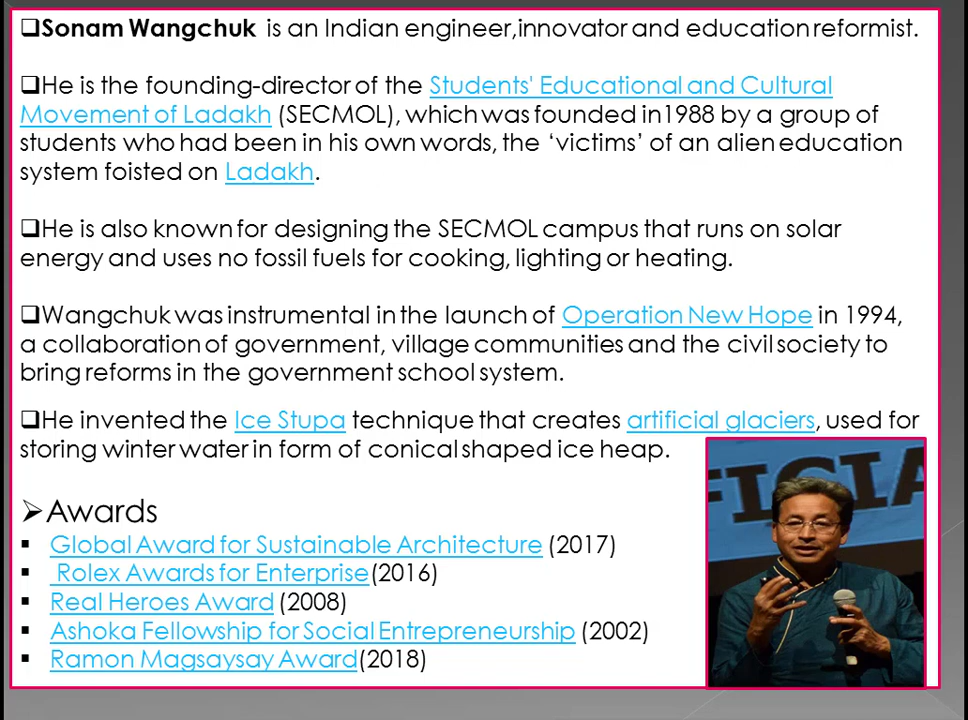 ❑Sonam Wangchuk is an Indian engineer,innovator and education reformist.
❑He is the founding-director of the Students' Educational and Cultural
Movement of Ladakh (SECMOL), which was founded in1988 by a group of
students who had been in his own words, the ‘victims’ of an alien education
system foisted on Ladakh.
❑He is also known for designing the SECMOL campus that runs on solar
energy and uses no fossil fuels for cooking, lighting or heating.
❑Wangchuk was instrumental in the launch of Operation New Hope in 1994,
a collaboration of government, village communities and the civil society to
bring reforms in the government school system.
❑He invented the Ice Stupa technique that creates artificial glaciers, used for
storing winter water in form of conical shaped ice heap.
➢Awards
▪ Global Award for Sustainable Architecture (2017)
▪ Rolex Awards for Enterprise(2016)
▪ Real Heroes Award (2008)
▪ Ashoka Fellowship for Social Entrepreneurship (2002)
▪ Ramon Magsaysay Award(2018)
FICIA